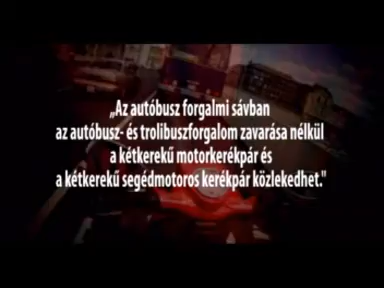 „Az autóbusz forgalmi sávban
az autóbusz- és trolibuszforgalom zavarása nélkül
a kétkerekű motorkerékpár és
a kétkerekű segédmotoros kerékpár közlekedhet."